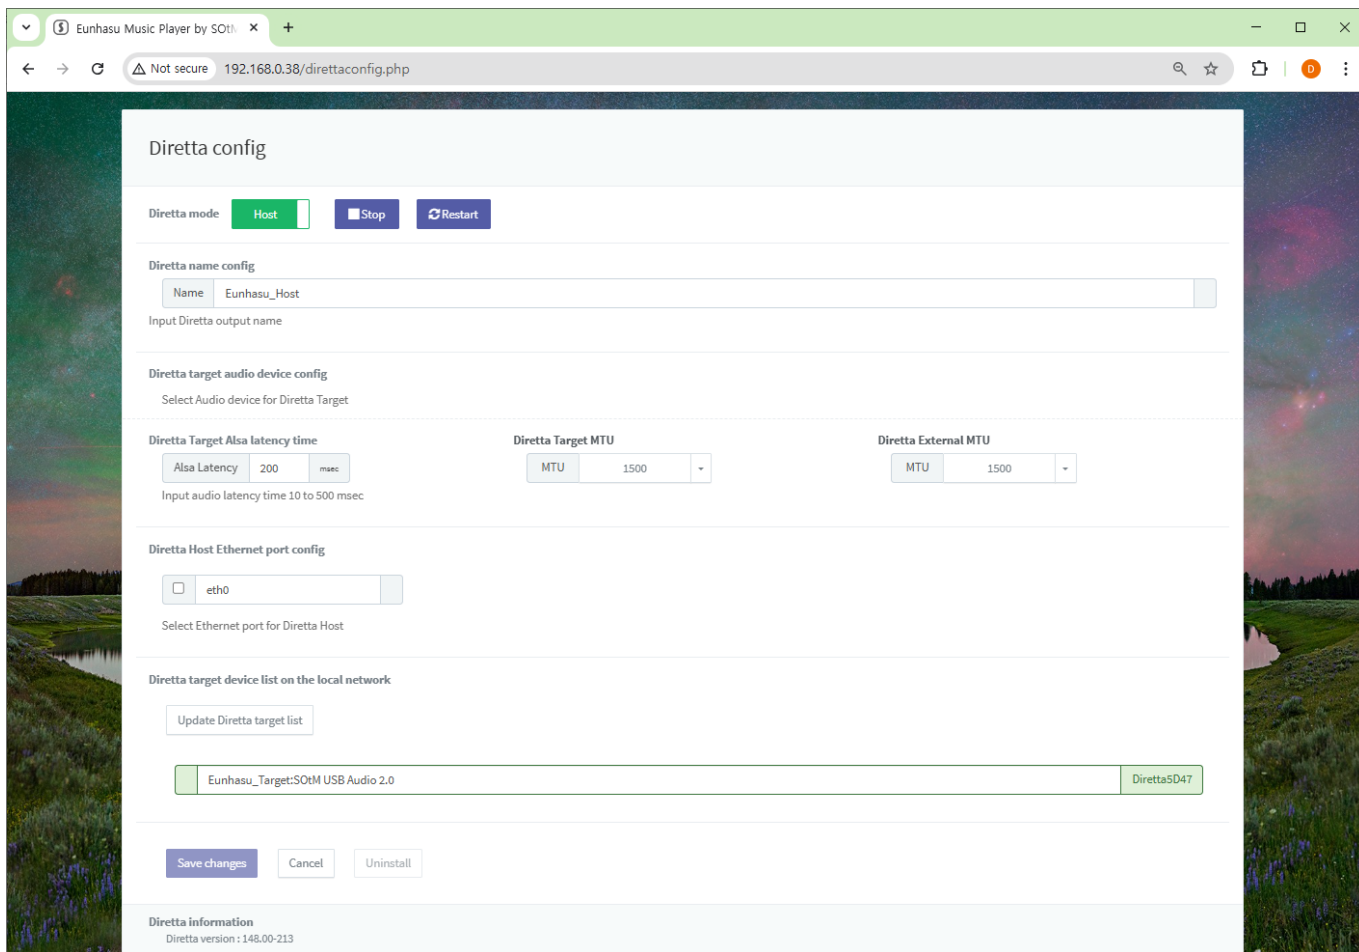 Eunhasu Music Player by SOtM
Not secure 192.168.0.38/direttaconfig.php
D
Diretta config
Diretta mode Host Stop Restart
Diretta name config
Name Eunhasu_Host
Input Diretta output name
Diretta target audio device config
Select Audio device for Diretta Target
Diretta Target Alsa latency time Diretta Target MTU Diretta External MTU
Alsa Latency 200 msec MTU 1500 MTU 1500
Input audio latency time 10 to 500 msec
Diretta Host Ethernet port config
eth0
Select Ethernet port for Diretta Host
Diretta target device list on the local network
Update Diretta target list
Eunhasu_Target:SOtM USB Audio 2.0 Diretta5D47
Save changes Cancel Uninstall
Diretta information
Diretta version : 148.00-213